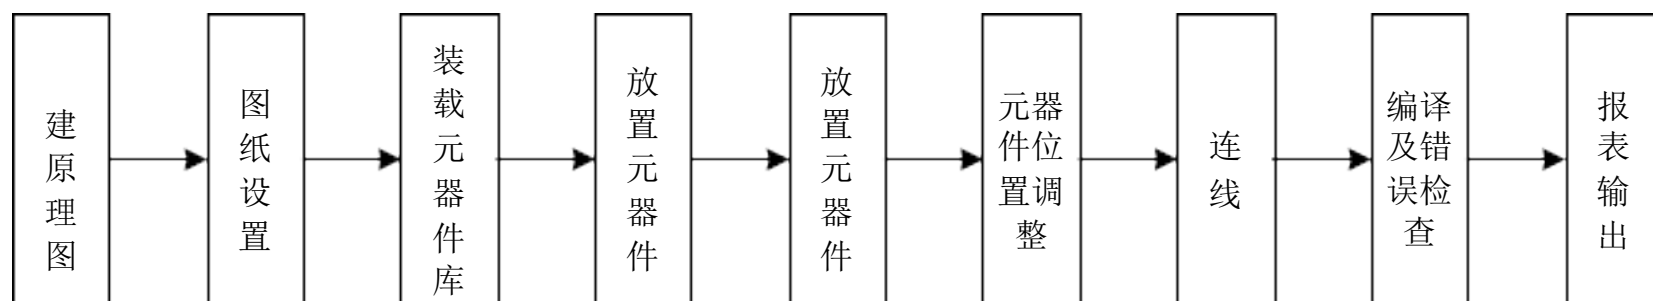 建原理图
图纸设置
装载元器件库
放置元器件
放置元器件
元器
件位
置调
整
连线
编译
及错
误检
查
报表输出